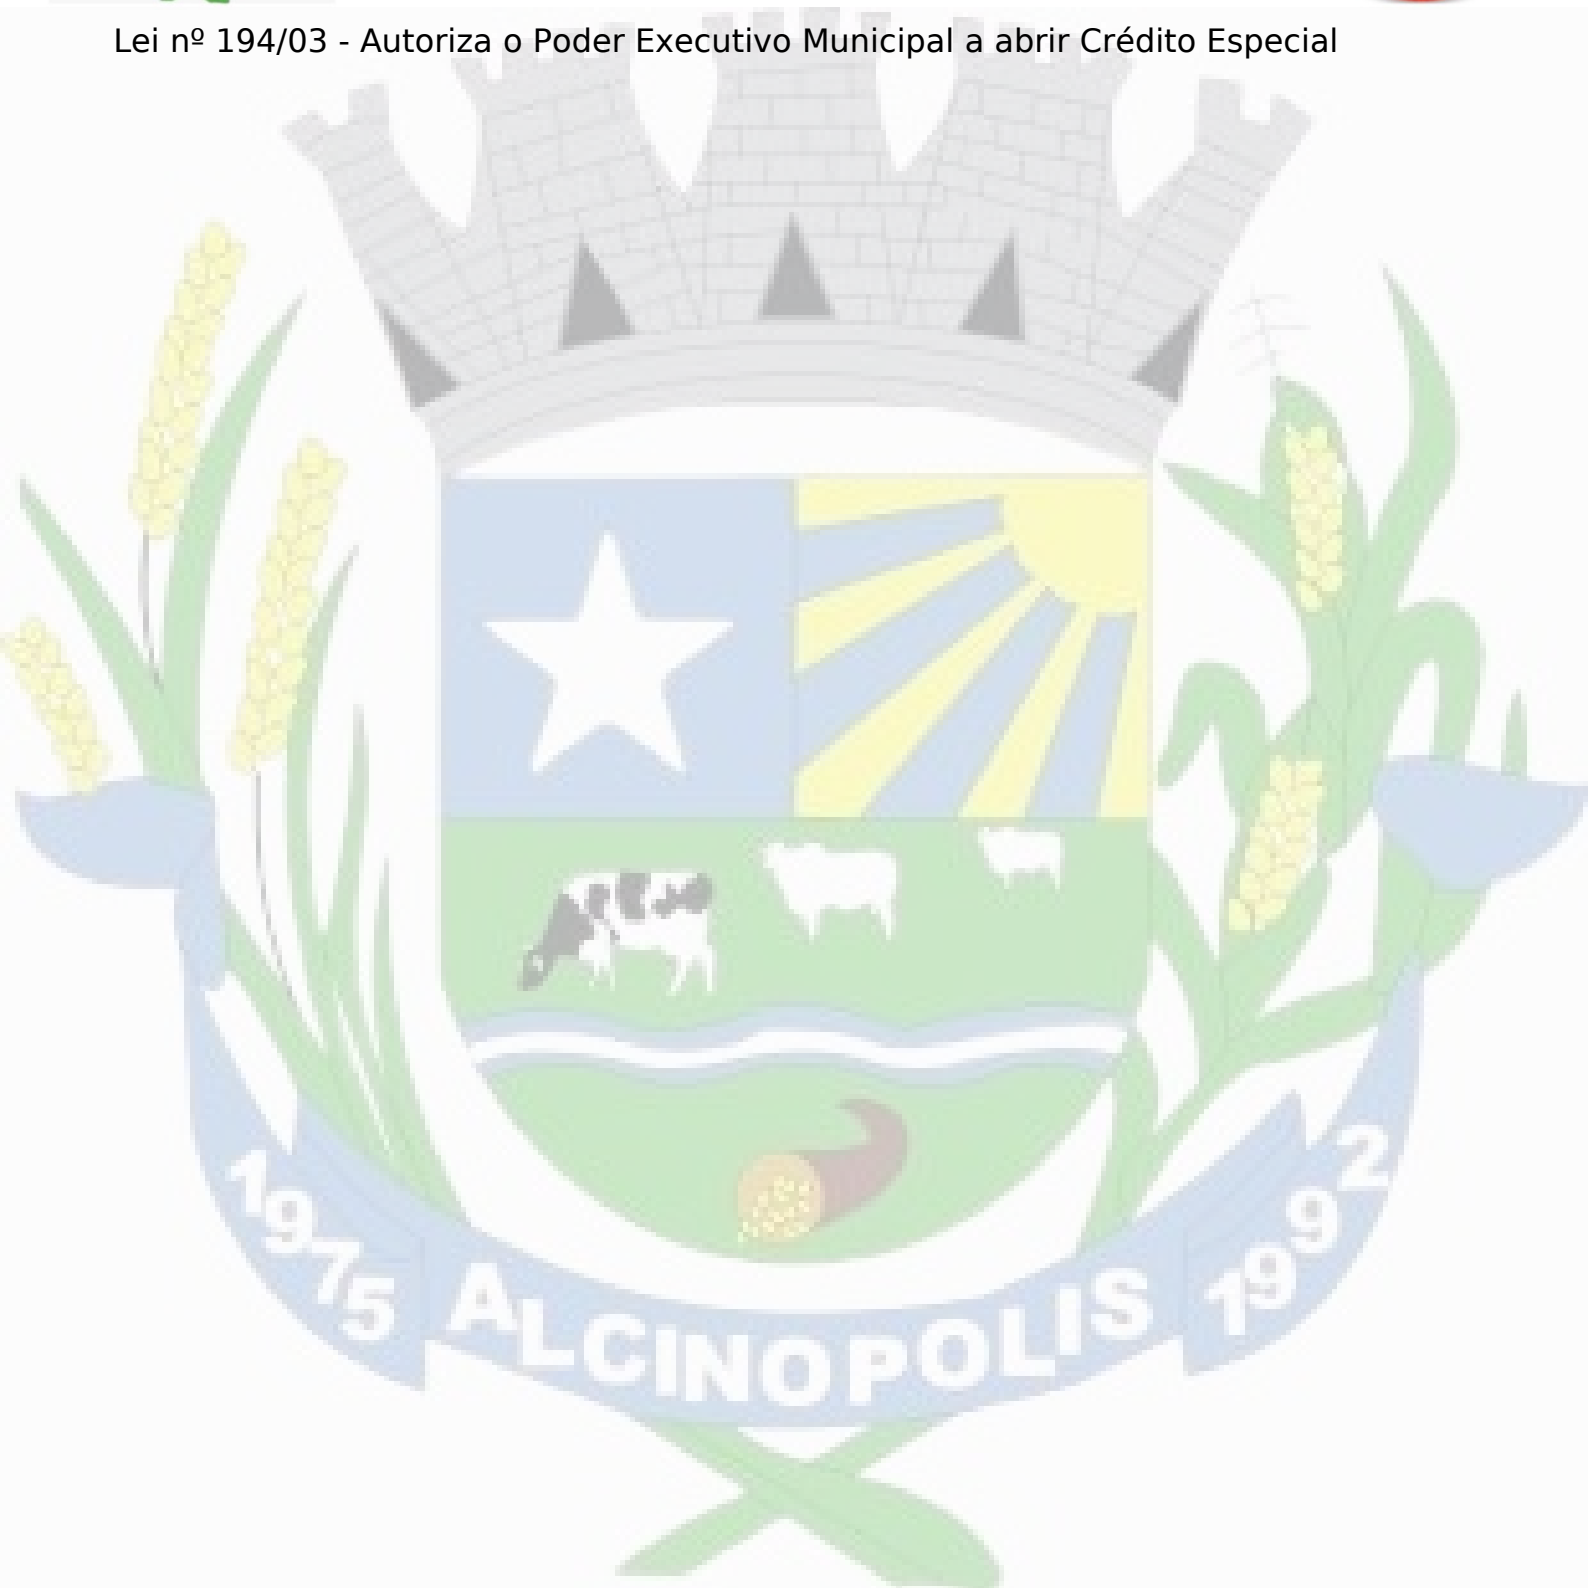 Lei nº 194/03 - Autoriza o Poder Executivo Municipal a abrir Crédito Especial
1975 ALCINOPOLIS 1992